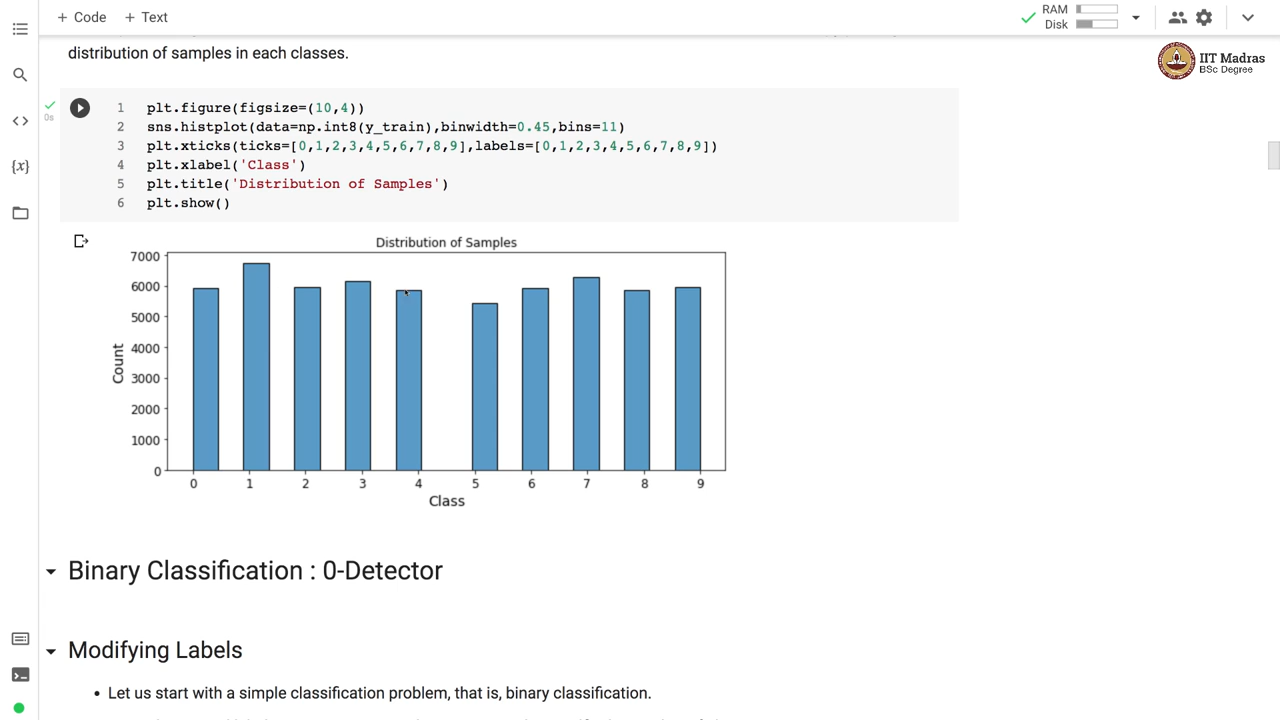 + Code + Text
RAM
Disk
IIT Madras
BSc Degree
distribution of samples in each classes.
0s
1 plt.figure(figsize=(10,4))
2 sns.histplot(data=np.int8(y_train),binwidth=0.45,bins=11)
3 plt.xticks(ticks=[0,1,2,3,4,5,6,7,8,9],labels=[0,1,2,3,4,5,6,7,8,9])
4 plt.xlabel('Class')
5 plt.title('Distribution of Samples')
6 plt.show()
Distribution of Samples
7000
6000
5000
4000
3000
2000
1000
0
Count
0 1 2 3 4 5 6 7 8 9
Class
Binary Classification : 0-Detector
Modifying Labels
• Let us start with a simple classification problem, that is, binary classification.